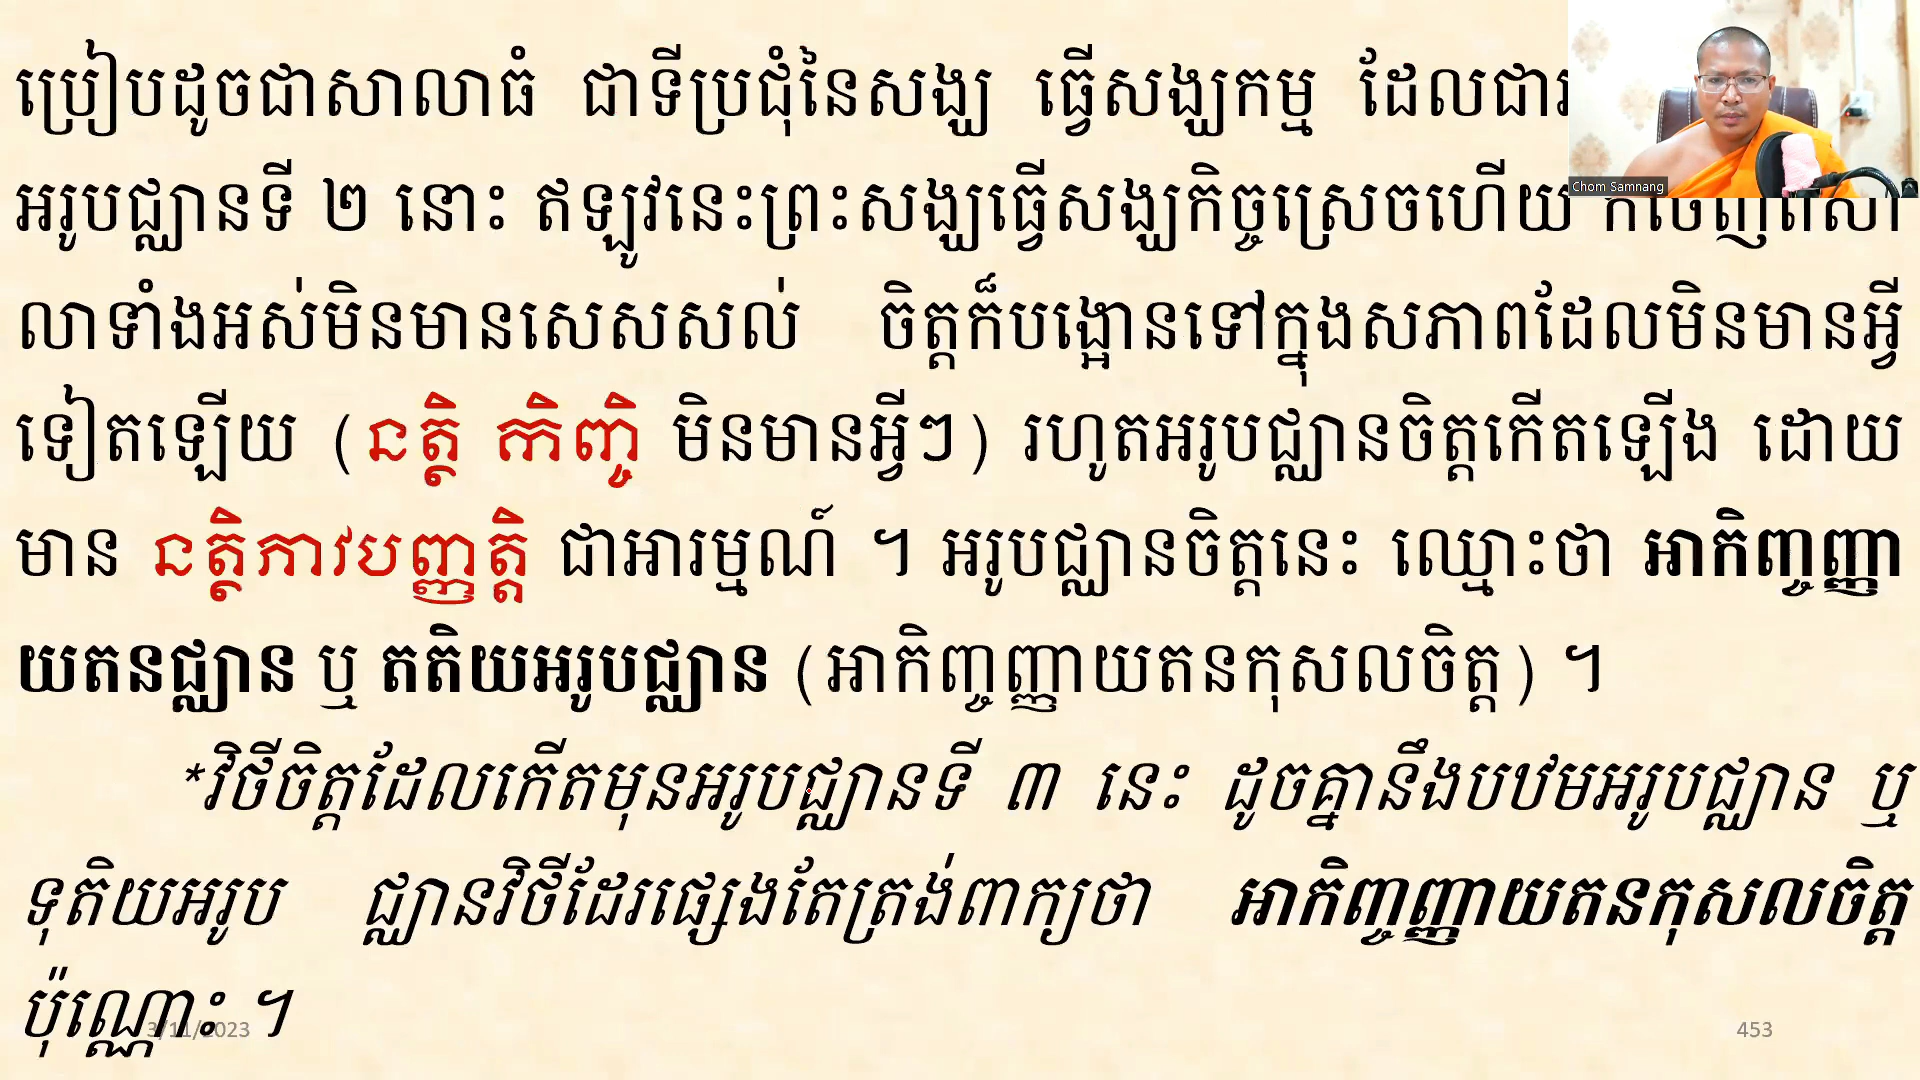 ប្រៀបដូចជាសាលាធំ ជាទីប្រជុំនៃសង្ឃ ធ្វើសង្ឃកម្ម ដែលជា
Chom Samnang
អរូបជ្ឈានទី ២ នោះ ឥឡូវនេះព្រះសង្ឃធ្វើសង្ឃកិច្ចស្រេចហើយ ក៏ចេញពីសា
លាទាំងអស់មិនមានសេសសល់ ចិត្តក៏បង្អោនទៅក្នុងសភាពដែលមិនមានអ្វី
ទៀតឡើយ (នត្ថិ កិញ្ចិ មិនមានអ្វីៗ) រហូតអរូបជ្ឈានចិត្តកើតឡើង ដោយ
មាន នត្ថិភាវបញ្ញត្តិ ជាអារម្មណ៍ ។ អរូបជ្ឈានចិត្តនេះ ឈ្មោះថា អាកិញ្ចញ្ញា
យតនជ្ឈាន ឬ តតិយអរូបជ្ឈាន (អាកិញ្ចញ្ញាយតនកុសលចិត្ត) ។
*វិថីចិត្តដែលកើតមុនអរូបជ្ឈានទី ៣ នេះ ដូចគ្នានឹងបឋមអរូបជ្ឈាន ឬ
ទុតិយអរូប ជ្ឈានវិថីដែរផ្សេងតែត្រង់ពាក្យថា អាកិញ្ចញ្ញាយតនកុសលចិត្ត
ប៉ុណ្ណោះ ។
3/11/2023
453